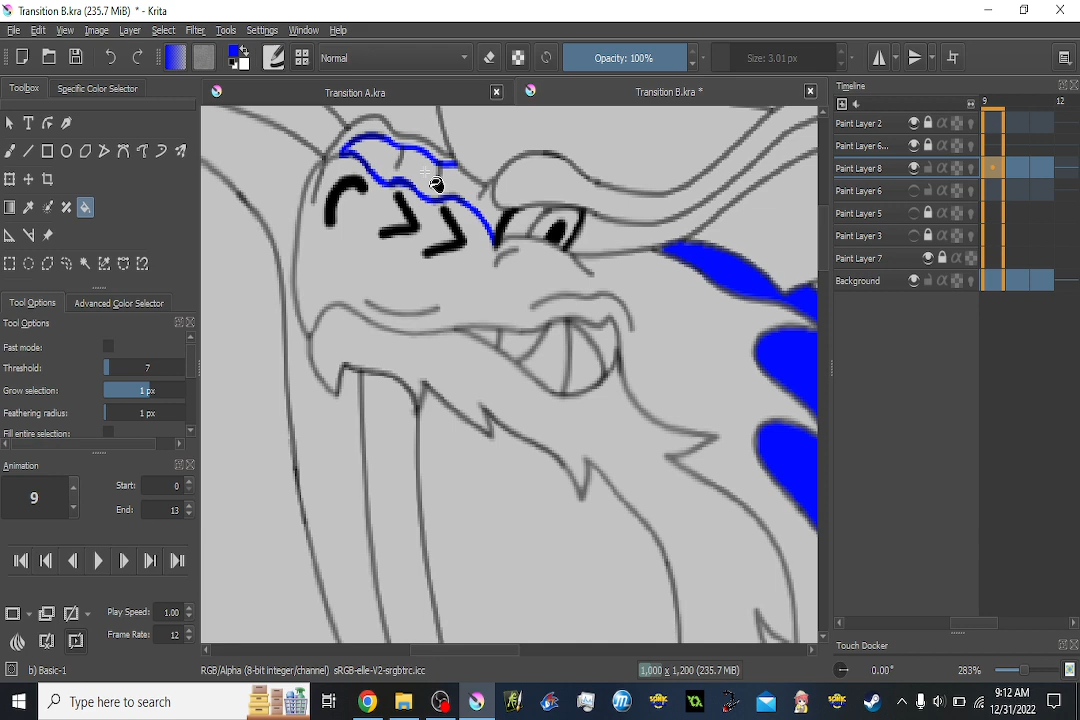 Transition B.kra (235.7 MiB) * - Krita
File Edit View Image Layer Select Filter Tools Settings Window Help
Normal
Opacity: 100%
Size: 3.01 px
Toolbox
Specific Color Selector
Transition A.kra
Transition B.kra *
Timeline
9
12
Paint Layer 2
Paint Layer 6...
Paint Layer 8
Paint Layer 6
Paint Layer 5
Paint Layer 3
Paint Layer 7
Background
Tool Options
Advanced Color Selector
Tool Options
Fast mode:
Threshold:
7
Grow selection:
1 px
Feathering radius:
1 px
Fill entire selection:
Animation
9
Start:
0
End:
13
Play Speed:
1.00
Frame Rate:
12
Touch Docker
b) Basic-1
RGB/Alpha (8-bit integer/channel) sRGB-elle-V2-srgbtrc.icc
1,000 x 1,200 (235.7 MB)
0.00°
283%
Type here to search
9:12 AM
12/31/2022